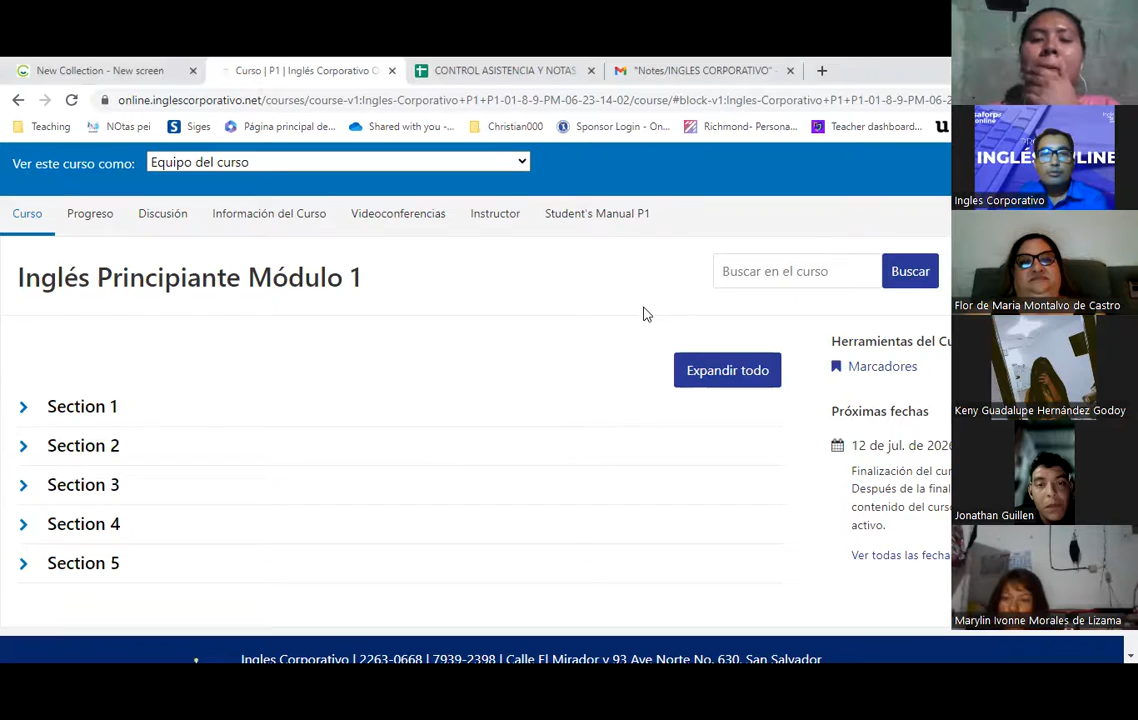 New Collection - New screen
Curso | P1 | Inglés Corporativo O
CONTROL ASISTENCIA Y NOTAS
"Notes/INGLES CORPORATIVO" -
online.inglescorporativo.net/courses/course-v1:Ingles-Corporativo+P1+P1-01-8-9-PM-06-23-14-02/course/#block-v1:Ingles-Corporativo+P1+P1-01-8-9-PM-06-2
Teaching
NOtas pei
Siges
Página principal de...
Shared with you -...
Christian000
Sponsor Login - On...
Richmond- Persona...
Teacher dashboard...
Ver este curso como:
Equipo del curso
Curso
Progreso
Discusión
Información del Curso
Videoconferencias
Instructor
Student's Manual P1
Inglés Principiante Módulo 1
Buscar en el curso
Buscar
Herramientas del Cu
Expandir todo
Marcadores
Section 1
Próximas fechas
Section 2
12 de jul. de 2026
Finalización del cur
Section 3
Después de la final
contenido del curso
Section 4
activo.
Ver todas las fecha
Section 5
Ingles Corporativo | 2263-0668 | 7939-2398 | Calle El Mirador y 93 Ave Norte No. 630, San Salvador
INGLÉS
LINE
online
Ingles Corporativo
Flor de Maria Montalvo de Castro
Keny Guadalupe Hernández Godoy
Jonathan Guillen
Marylin Ivonne Morales de Lizama